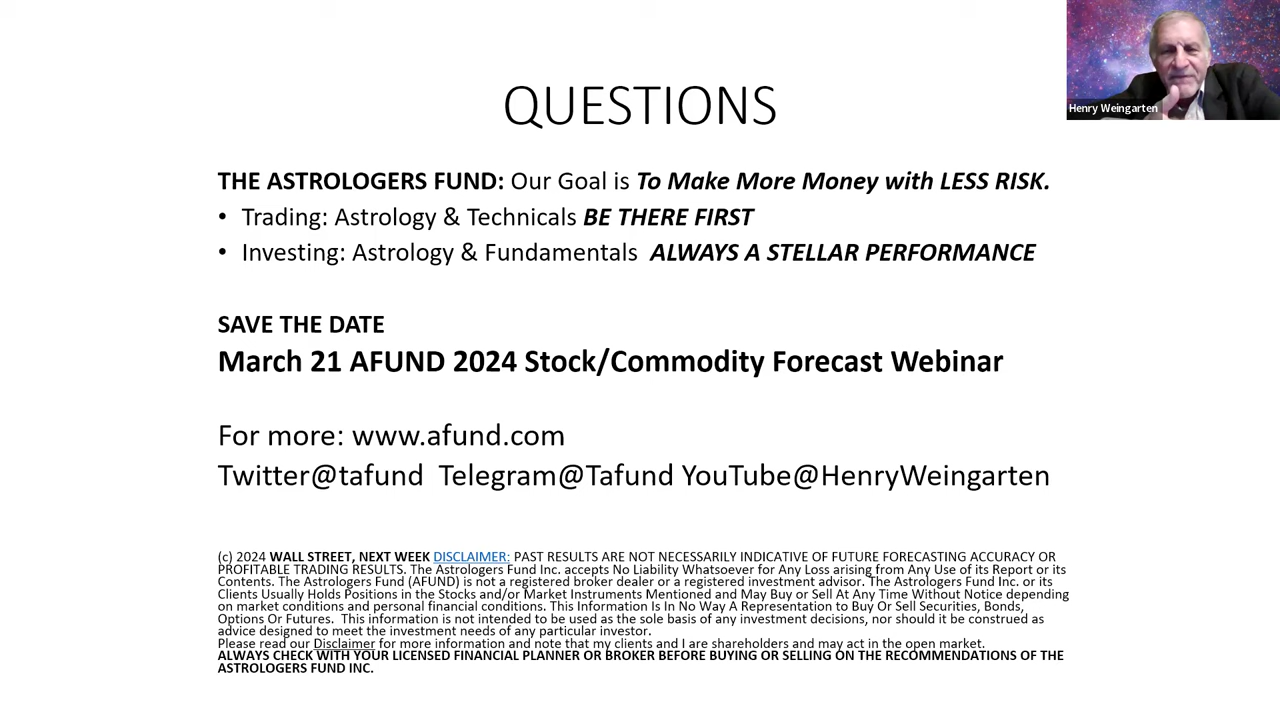 Henry Weingarten
QUESTIONS
THE ASTROLOGERS FUND: Our Goal is To Make More Money with LESS RISK.
• Trading: Astrology & Technicals BE THERE FIRST
• Investing: Astrology & Fundamentals ALWAYS A STELLAR PERFORMANCE
SAVE THE DATE
March 21 AFUND 2024 Stock/Commodity Forecast Webinar
For more: www.afund.com
Twitter@tafund Telegram@Tafund YouTube@HenryWeingarten
(c) 2024 WALL STREET, NEXT WEEK DISCLAIMER: PAST RESULTS ARE NOT NECESSARILY INDICATIVE OF FUTURE FORECASTING ACCURACY OR
PROFITABLE TRADING RESULTS. The Astrologers Fund Inc. accepts No Liability Whatsoever for Any Loss arising from Any Use of its Report or its
Contents. The Astrologers Fund (AFUND) is not a registered broker dealer or a registered investment advisor. The Astrologers Fund Inc. or its
Clients Usually Holds Positions in the Stocks and/or Market Instruments Mentioned and May Buy or Sell At Any Time Without Notice depending
on market conditions and personal financial conditions. This Information Is In No Way A Representation to Buy Or Sell Securities, Bonds,
Options Or Futures. This information is not intended to be used as the sole basis of any investment decisions, nor should it be construed as
advice designed to meet the investment needs of any particular investor.
Please read our Disclaimer for more information and note that my clients and I are shareholders and may act in the open market.
ALWAYS CHECK WITH YOUR LICENSED FINANCIAL PLANNER OR BROKER BEFORE BUYING OR SELLING ON THE RECOMMENDATIONS OF THE
ASTROLOGERS FUND INC.